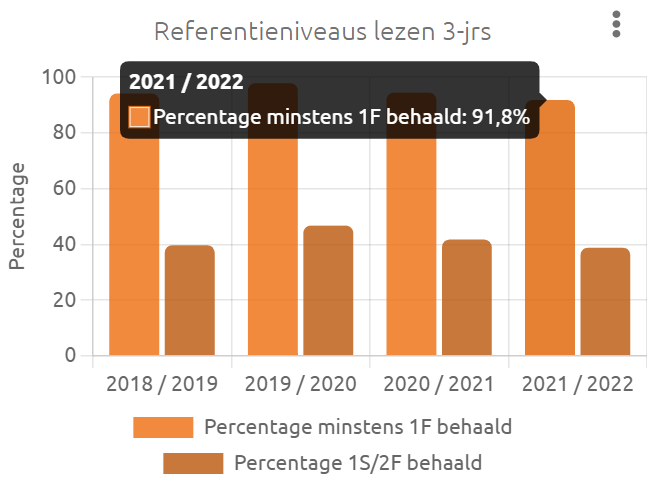 Referentieniveaus lezen 3-jrs
100
80
60
40
20
0
Percentage
2021 / 2022
Percentage minstens 1F behaald: 91,8%
2018 / 2019
2019 / 2020
2020 / 2021
2021 / 2022
Percentage minstens 1F behaald
Percentage 1S/2F behaald